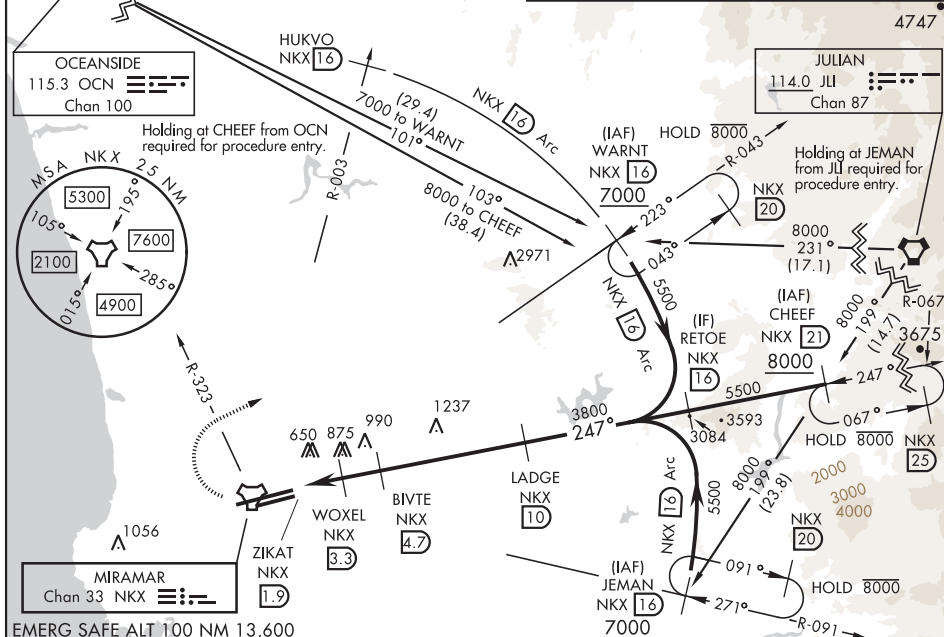 4747
OCEANSIDE
115.3 OCN
Chan 100
HUKVO
NKX 16
JULIAN
114.0 JLI
Chan 87
NKX 16 Arc
(29.4)
7000 to WARNT
101°
103°
8000 to CHEEF
(38.4)
Holding at CHEEF from OCN
required for procedure entry.
R-003
(IAF)
WARNT
NKX 16
7000
HOLD 8000
R-043
223°
043°
NKX
20
Holding at JEMAN
from JLI required for
procedure entry.
MSA NKX 25 NM
5300
195°
105°
7600
2100
285°
4900
015°
2971
8000
231°
(17.1)
R-067
8000
199°
(14.7)
3675
5500
NKX 16 Arc
(IF)
RETOE
NKX
16
(IAF)
CHEEF
NKX 21
8000
5500
247°
067°
HOLD 8000
NKX
25
R-323
3800
247°
3084
3593
650
875
990
1237
8000
199°
(23.8)
2000
3000
4000
LADGE
NKX
10
BIVTE
NKX
4.7
WOXEL
NKX
3.3
ZIKAT
NKX
1.9
1056
NKX 16 Arc
5500
NKX
20
091°
271°
HOLD 8000
R-091
(IAF)
JEMAN
NKX 16
7000
MIRAMAR
Chan 33 NKX
EMERG SAFE ALT 100 NM 13,600